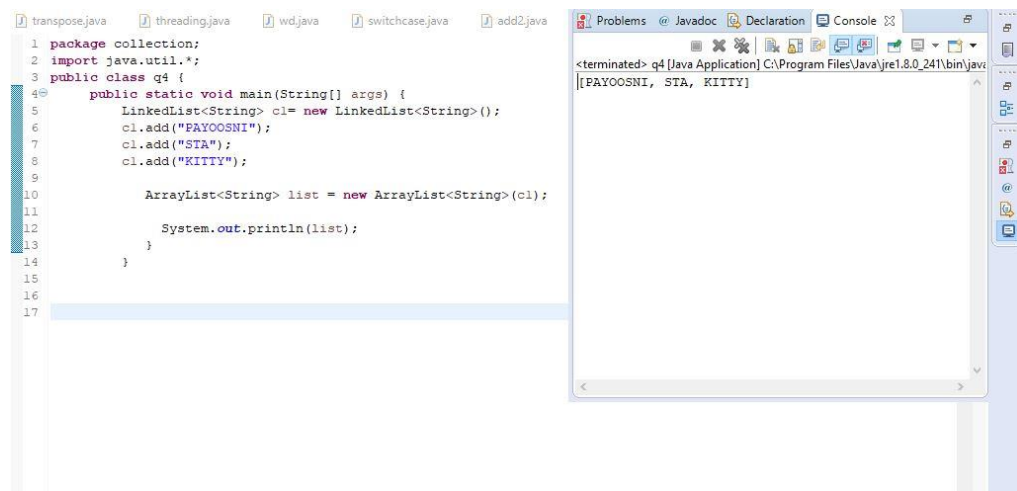 transpose.java threading.java wd.java switchcase.java add2.java
1 package collection;
2 import java.util.*;
3 public class q4 {
4 public static void main(String[] args) {
5 LinkedList<String> cl= new LinkedList<String>();
6 cl.add("PAYOOSNI");
7 cl.add("STA");
8 cl.add("KITTY");
9
10 ArrayList<String> list = new ArrayList<String>(cl);
11
12 System.out.println(list);
13 }
14 }
15
16
17
Problems @ Javadoc Declaration Console
<terminated> q4 [Java Application] C:\Program Files\Java\jre1.8.0_241\bin\java
[PAYOOSNI, STA, KITTY]